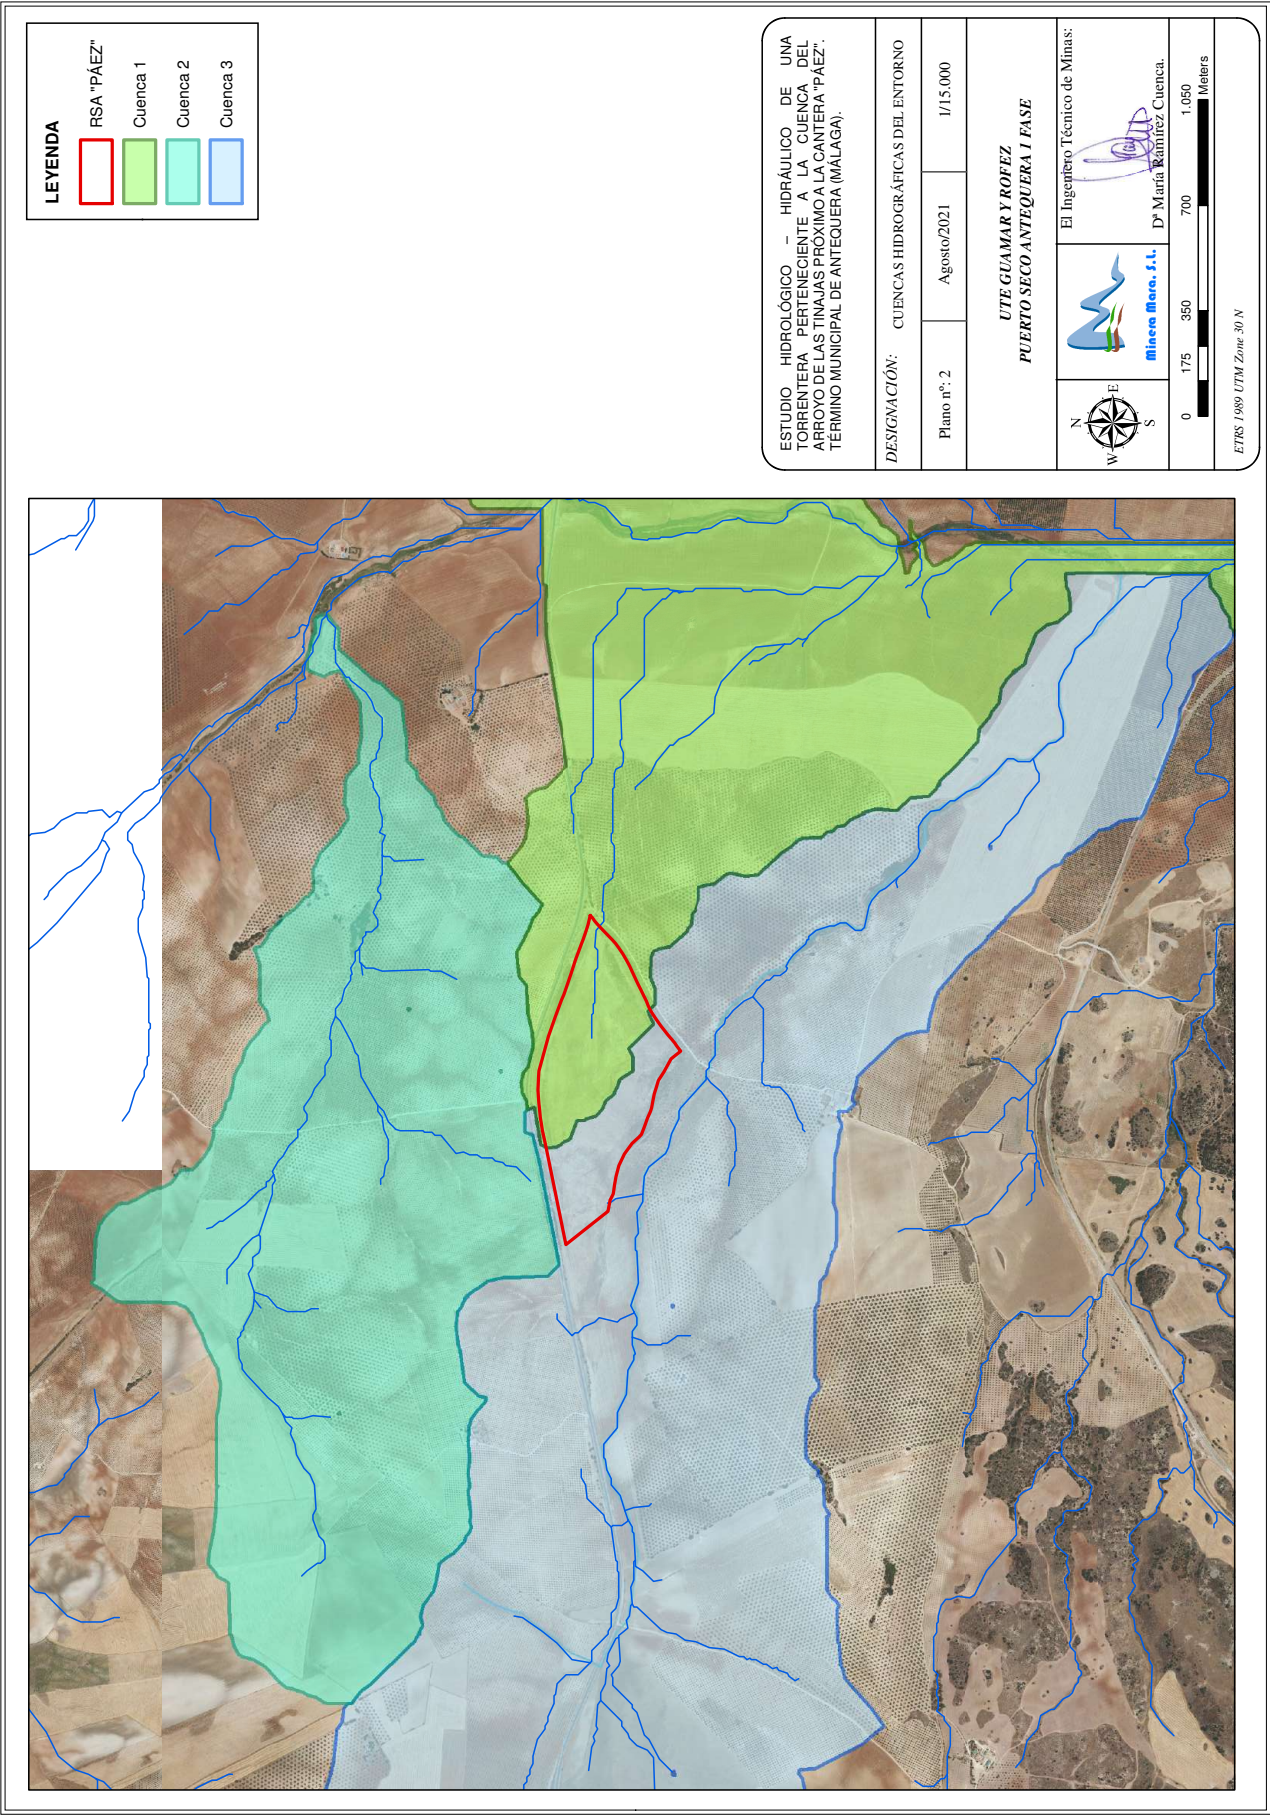 LEYENDA
RSA "PÁEZ"
Cuenca 1
Cuenca 2
Cuenca 3
ESTUDIO HIDROLÓGICO – HIDRÁULICO DE UNA
TORRENTERA PERTENECIENTE A LA CUENCA DEL
ARROYO DE LAS TINAJAS PRÓXIMO A LA CANTERA "PÁEZ".
TÉRMINO MUNICIPAL DE ANTEQUERA (MÁLAGA).
DESIGNACIÓN: CUENCAS HIDROGRÁFICAS DEL ENTORNO
Plano nº: 2
Agosto/2021
1/15.000
UTE GUAMAR Y ROFEZ
PUERTO SECO ANTEQUERA I FASE
N
W
E
S
Minera Mara, S.L.
El Ingeniero Técnico de Minas:
Dª María Ramírez Cuenca.
0 175 350 700 1.050
Meters
ETRS 1989 UTM Zone 30 N